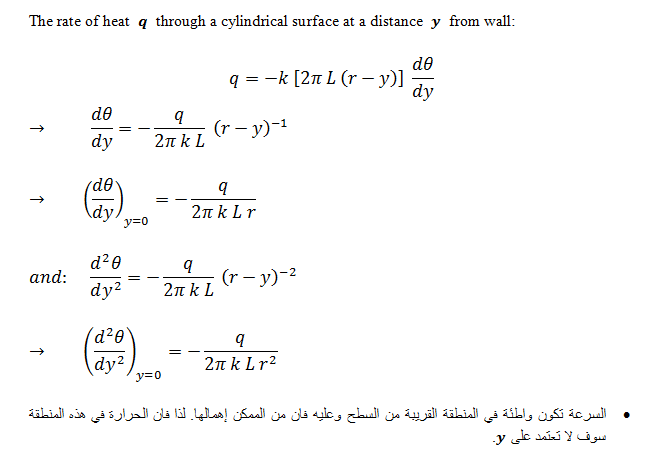 The rate of heat q through a cylindrical surface at a distance y from wall:
q = −k [2π L (r − y)] dθ/dy
→ dθ/dy = − q/(2π k L) (r − y)⁻¹
→ (dθ/dy)y=0 = − q/(2π k L r)
and: d²θ/dy² = − q/(2π k L) (r − y)⁻²
→ (d²θ/dy²)y=0 = − q/(2π k L r²)
• السرعة تكون واطئة في المنطقة القريبة من السطح وعليه فان من الممكن إهمالها. لذا فان الحرارة في هذه المنطقة
سوف لا تعتمد على y.